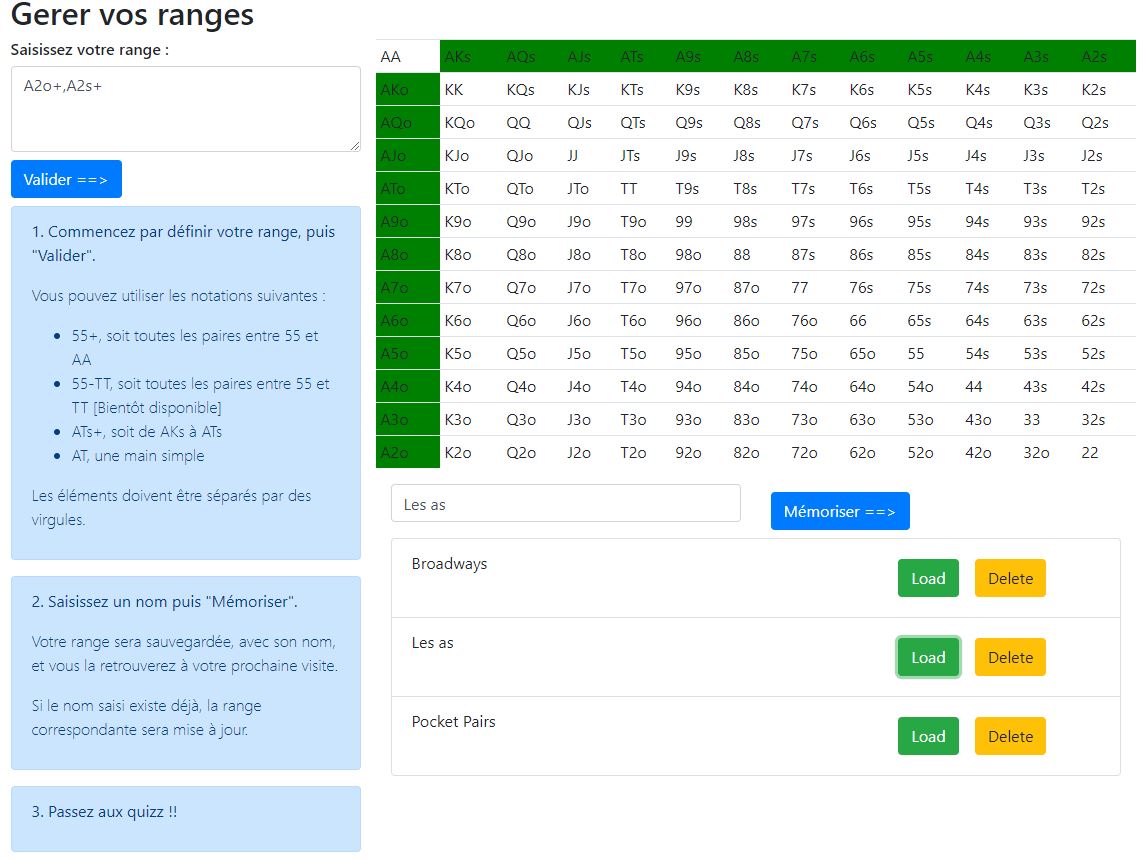 Gerer vos ranges
Saisissez votre range :
A2o+,A2s+
Valider ==>
1. Commencez par définir votre range, puis
"Valider".
Vous pouvez utiliser les notations suivantes :
55+, soit toutes les paires entre 55 et
AA
55-TT, soit toutes les paires entre 55 et
TT [Bientôt disponible]
ATs+, soit de AKs à ATs
AT, une main simple
Les éléments doivent être séparés par des
virgules.
2. Saisissez un nom puis "Mémoriser".
Votre range sera sauvegardée, avec son nom,
et vous la retrouverez à votre prochaine visite.
Si le nom saisi existe déjà, la range
correspondante sera mise à jour.
3. Passez aux quizz !!
AA AKs AQs AJs ATs A9s A8s A7s A6s A5s A4s A3s A2s
AKo KK KQs KJs KTs K9s K8s K7s K6s K5s K4s K3s K2s
AQo KQo QQ QJs QTs Q9s Q8s Q7s Q6s Q5s Q4s Q3s Q2s
AJo KJo QJo JJ JTs J9s J8s J7s J6s J5s J4s J3s J2s
ATo KTo QTo JTo TT T9s T8s T7s T6s T5s T4s T3s T2s
A9o K9o Q9o J9o T9o 99 98s 97s 96s 95s 94s 93s 92s
A8o K8o Q8o J8o T8o 98o 88 87s 86s 85s 84s 83s 82s
A7o K7o Q7o J7o T7o 97o 87o 77 76s 75s 74s 73s 72s
A6o K6o Q6o J6o T6o 96o 86o 76o 66 65s 64s 63s 62s
A5o K5o Q5o J5o T5o 95o 85o 75o 65o 55 54s 53s 52s
A4o K4o Q4o J4o T4o 94o 84o 74o 64o 54o 44 43s 42s
A3o K3o Q3o J3o T3o 93o 83o 73o 63o 53o 43o 33 32s
A2o K2o Q2o J2o T2o 92o 82o 72o 62o 52o 42o 32o 22
Les as
Mémoriser ==>
Broadways Load Delete
Les as Load Delete
Pocket Pairs Load Delete